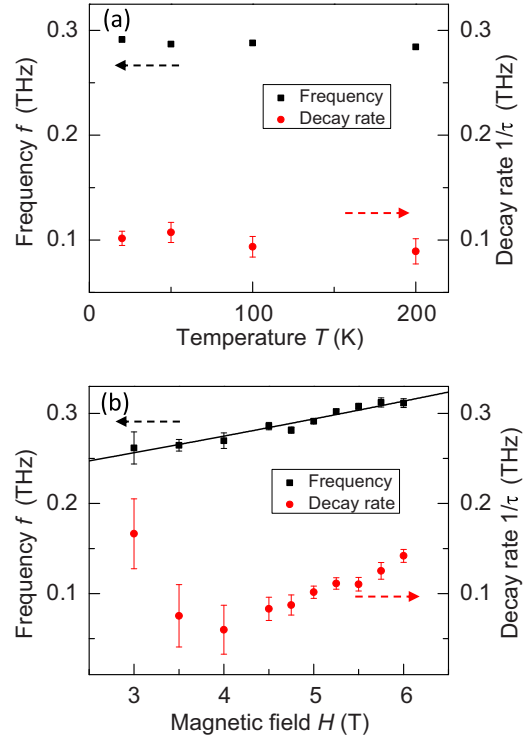 (a)
0.3
0.2
0.1
0.3
0.2
0.1
Frequency f (THz)
Decay rate 1/τ (THz)
Frequency
Decay rate
0 50 100 150 200
Temperature T (K)
(b)
0.3
0.2
0.1
0.3
0.2
0.1
Frequency f (THz)
Decay rate 1/τ (THz)
Frequency
Decay rate
3 4 5 6
Magnetic field H (T)